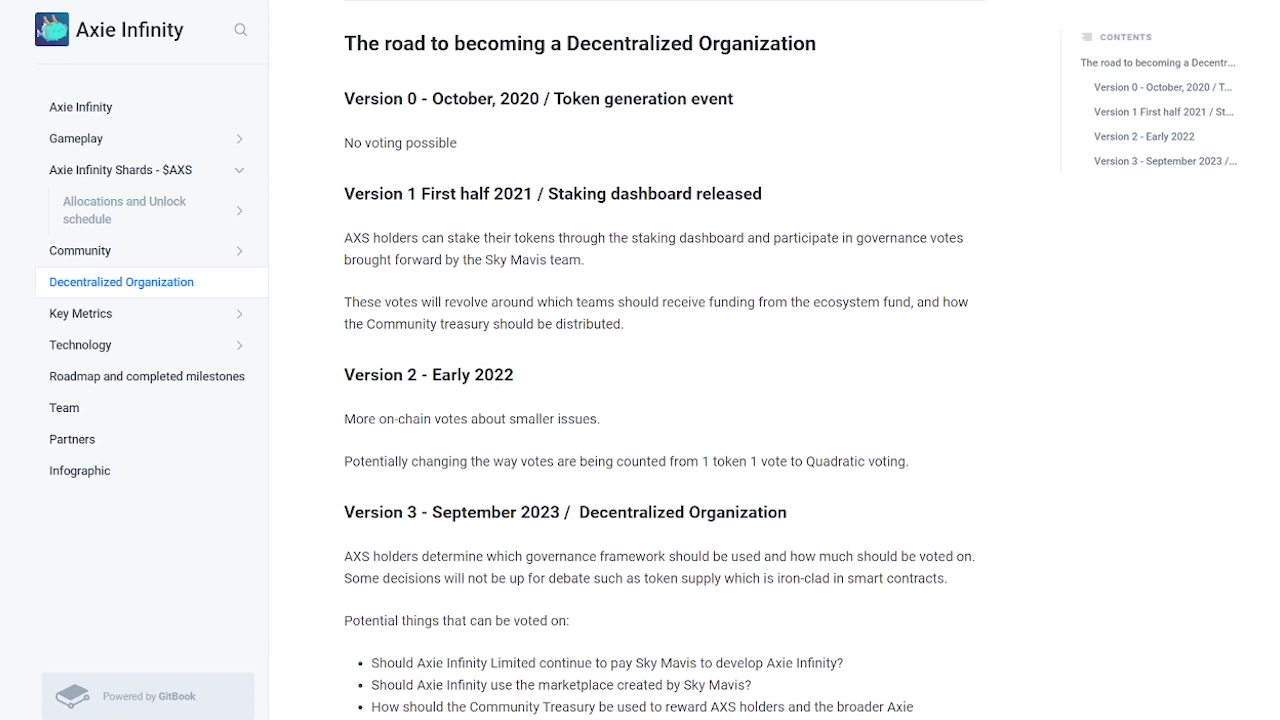 Axie Infinity
Axie Infinity
Gameplay
Axie Infinity Shards - $AXS
Allocations and Unlock
schedule
Community
Decentralized Organization
Key Metrics
Technology
Roadmap and completed milestones
Team
Partners
Infographic
Powered by GitBook
The road to becoming a Decentralized Organization
Version 0 - October, 2020 / Token generation event
No voting possible
Version 1 First half 2021 / Staking dashboard released
AXS holders can stake their tokens through the staking dashboard and participate in governance votes
brought forward by the Sky Mavis team.
These votes will revolve around which teams should receive funding from the ecosystem fund, and how
the Community treasury should be distributed.
Version 2 - Early 2022
More on-chain votes about smaller issues.
Potentially changing the way votes are being counted from 1 token 1 vote to Quadratic voting.
Version 3 - September 2023 /  Decentralized Organization
AXS holders determine which governance framework should be used and how much should be voted on.
Some decisions will not be up for debate such as token supply which is iron-clad in smart contracts.
Potential things that can be voted on:
• Should Axie Infinity Limited continue to pay Sky Mavis to develop Axie Infinity?
• Should Axie Infinity use the marketplace created by Sky Mavis?
• How should the Community Treasury be used to reward AXS holders and the broader Axie
CONTENTS
The road to becoming a Decentr...
Version 0 - October, 2020 / T...
Version 1 First half 2021 / St...
Version 2 - Early 2022
Version 3 - September 2023 /...